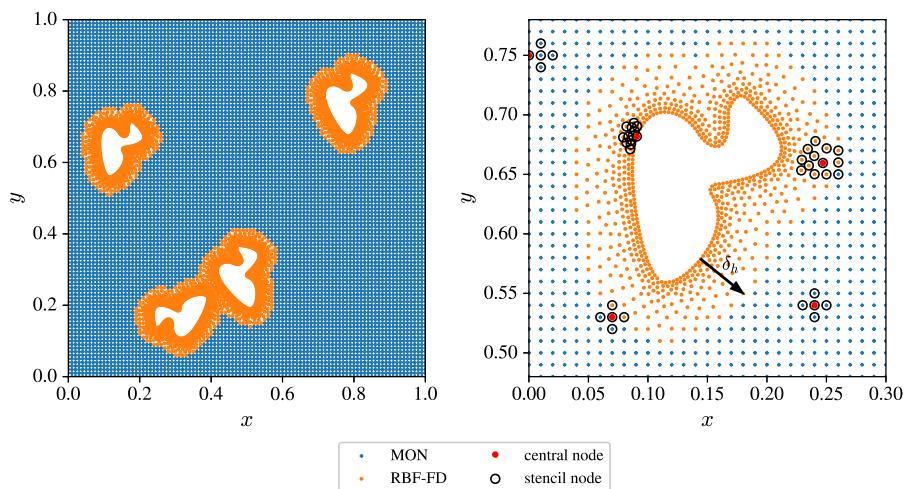 1.0
0.8
0.6
y
0.4
0.2
0.0
0.0 0.2 0.4 0.6 0.8 1.0
x
0.75
0.70
0.65
y
0.60
0.55
0.50
δh
0.00 0.05 0.10 0.15 0.20 0.25 0.30
x
MON central node
RBF-FD stencil node